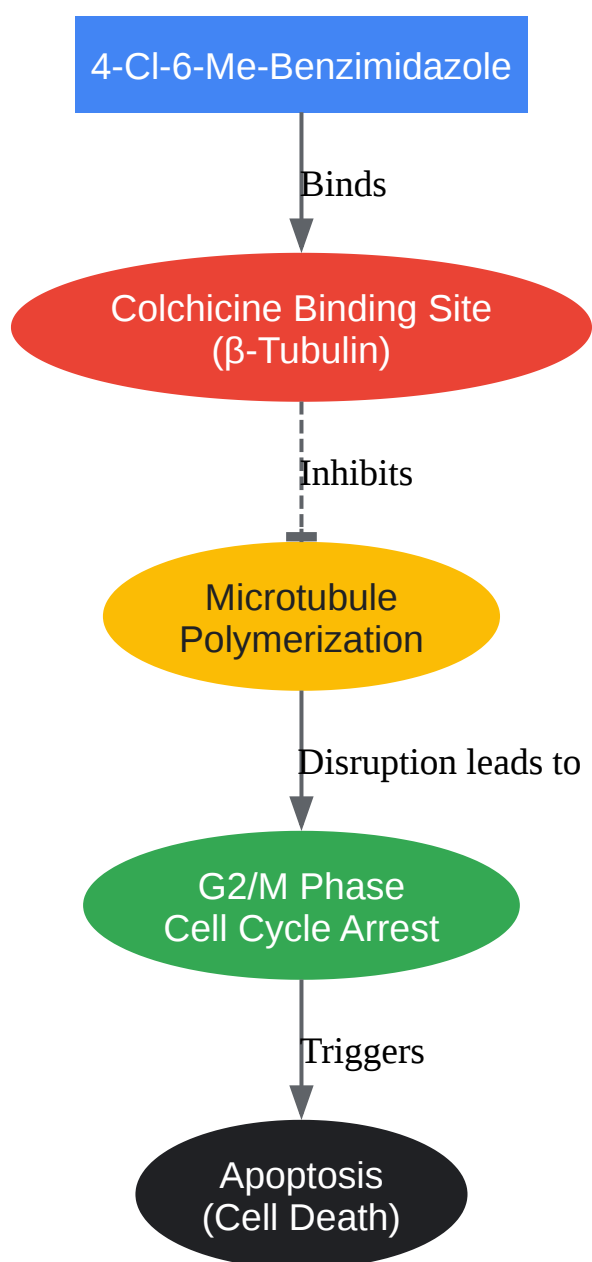 4-Cl-6-Me-Benzimidazole
Binds
Colchicine Binding Site
(β-Tubulin)
Inhibits
Microtubule
Polymerization
Disruption leads to
G2/M Phase
Cell Cycle Arrest
Triggers
Apoptosis
(Cell Death)